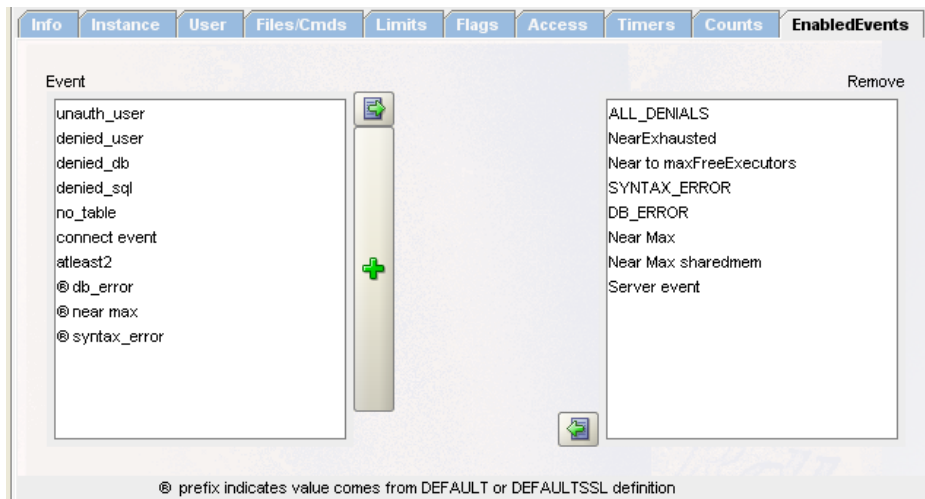 Info Instance User Files/Cmds Limits Flags Access Timers Counts EnabledEvents
Event
unauth_user
denied_user
denied_db
denied_sql
no_table
connect event
atleast2
® db_error
® near max
® syntax_error
Remove
ALL_DENIALS
NearExhausted
Near to maxFreeExecutors
SYNTAX_ERROR
DB_ERROR
Near Max
Near Max sharedmem
Server event
® prefix indicates value comes from DEFAULT or DEFAULTSSL definition